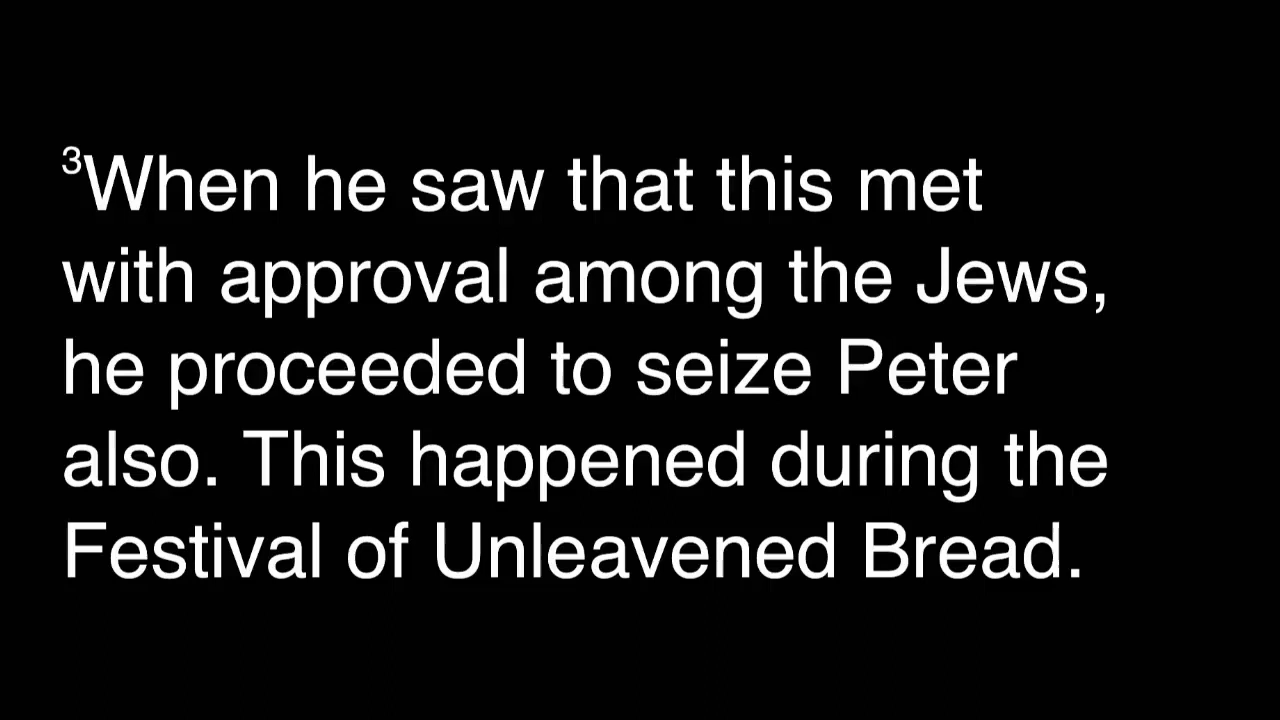 ³When he saw that this met
with approval among the Jews,
he proceeded to seize Peter
also. This happened during the
Festival of Unleavened Bread.